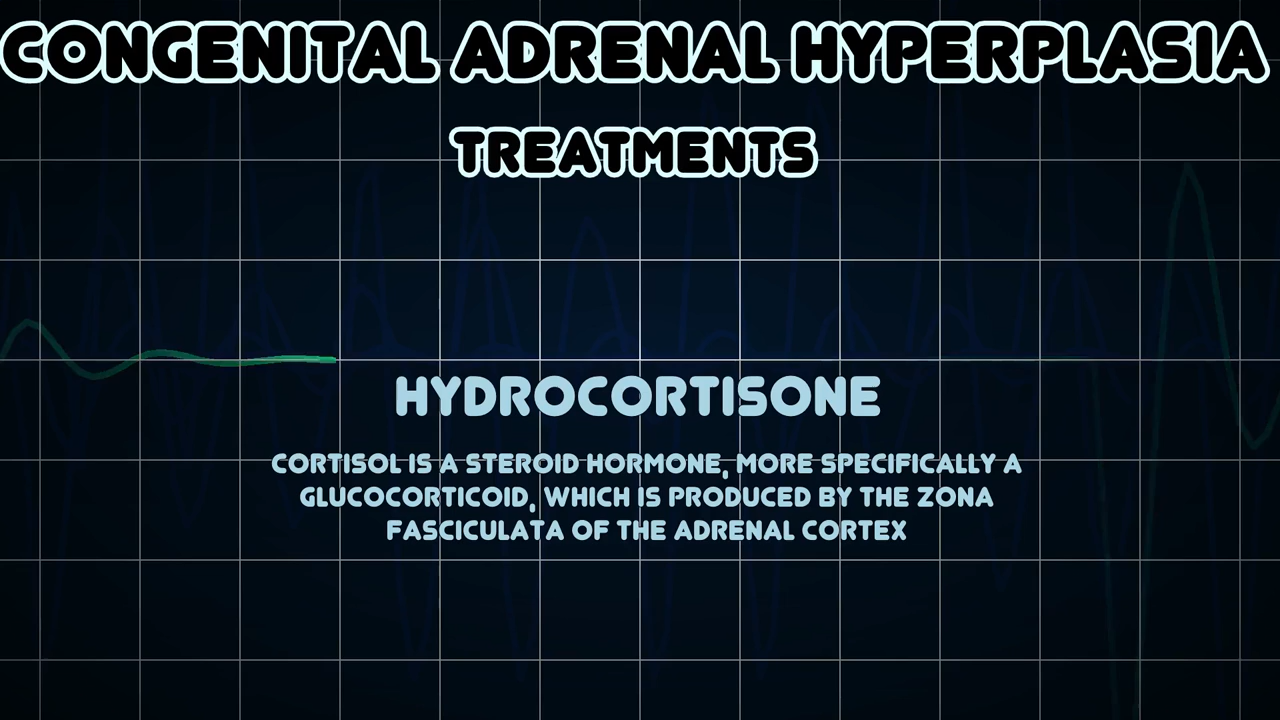 CONGENITAL ADRENAL HYPERPLASIA
TREATMENTS
HYDROCORTISONE
CORTISOL IS A STEROID HORMONE, MORE SPECIFICALLY A
GLUCOCORTICOID, WHICH IS PRODUCED BY THE ZONA
FASCICULATA OF THE ADRENAL CORTEX